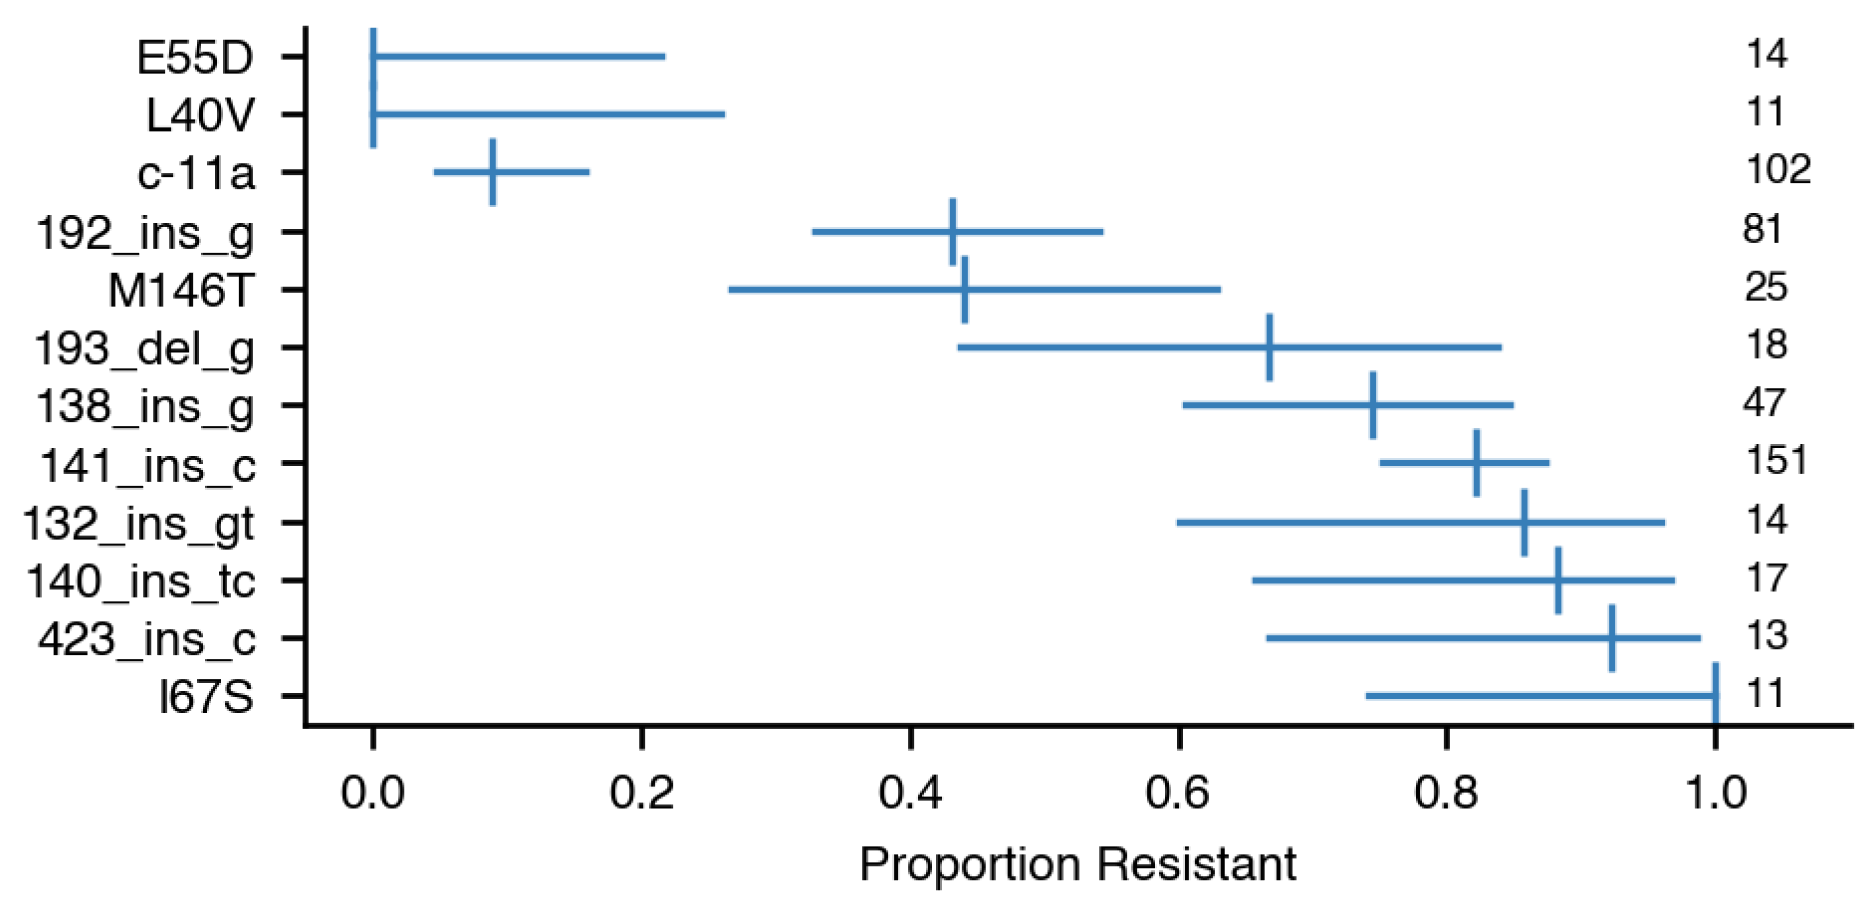 E55D 14
L40V 11
c-11a 102
192_ins_g 81
M146T 25
193_del_g 18
138_ins_g 47
141_ins_c 151
132_ins_gt 14
140_ins_tc 17
423_ins_c 13
I67S 11
0.0 0.2 0.4 0.6 0.8 1.0
Proportion Resistant